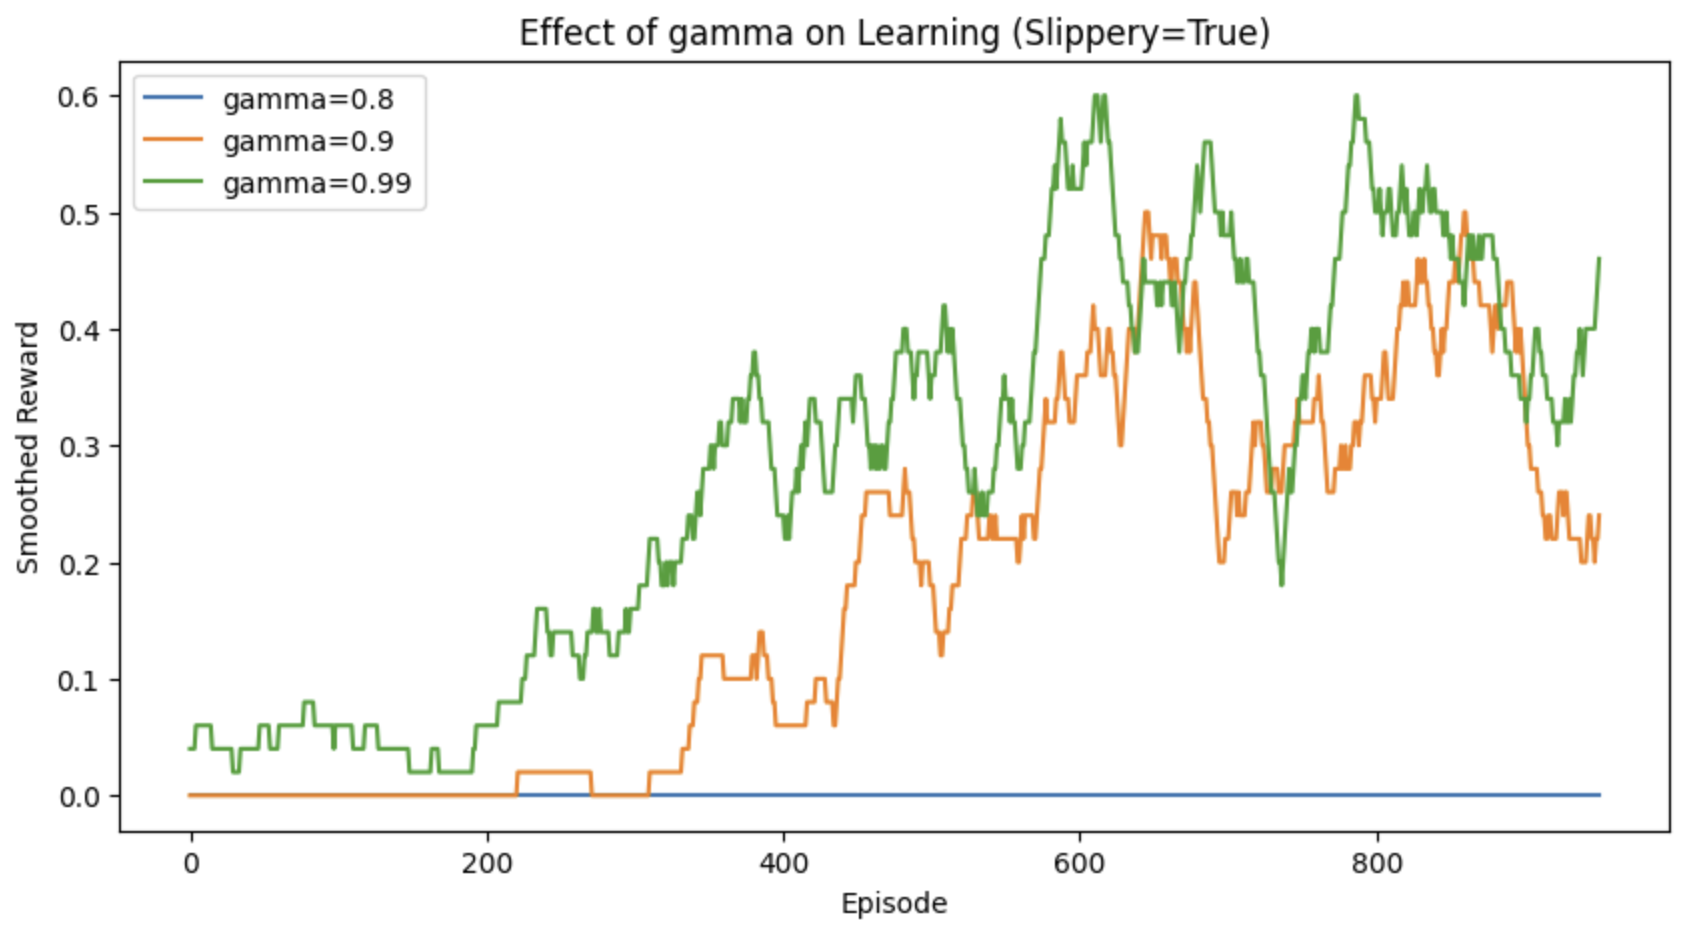 Effect of gamma on Learning (Slippery=True)
gamma=0.8
gamma=0.9
gamma=0.99
0.6
0.5
0.4
0.3
0.2
0.1
0.0
Smoothed Reward
0 200 400 600 800
Episode